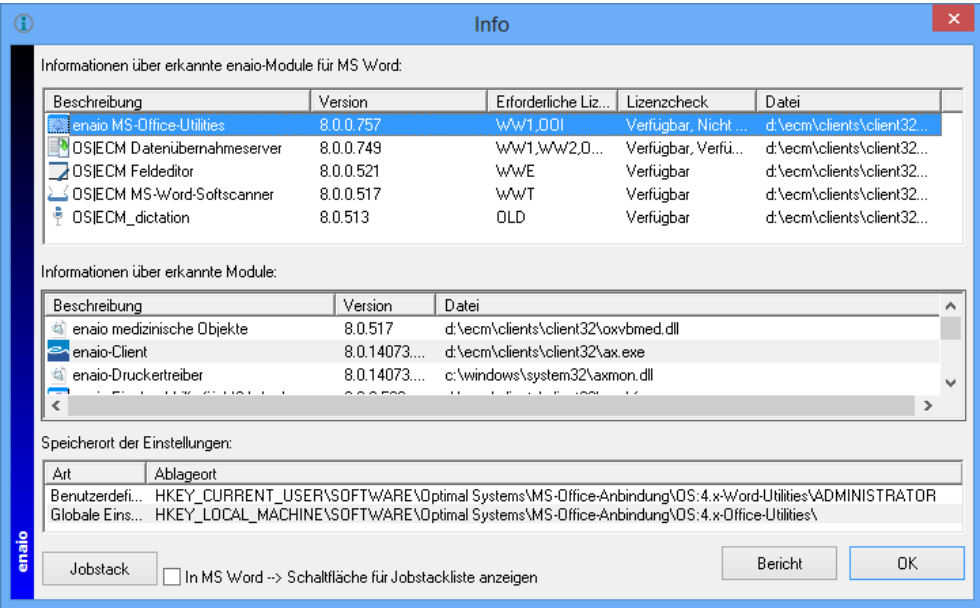 Info
Informationen über erkannte enaio-Module für MS Word:
Beschreibung Version Erforderliche Liz... Lizenzcheck Datei
enaio MS-Office-Utilities 8.0.0.757 WW1,OOI Verfügbar, Nicht ... d:\ecm\clients\client32...
OS|ECM Datenübernahmeserver 8.0.0.749 WW1,WW2,O... Verfügbar, Verfü... d:\ecm\clients\client32...
OS|ECM Feldeditor 8.0.0.521 WWE Verfügbar d:\ecm\clients\client32...
OS|ECM MS-Word-Softscanner 8.0.0.517 WWT Verfügbar d:\ecm\clients\client32...
OS|ECM_dictation 8.0.513 OLD Verfügbar d:\ecm\clients\client32...
Informationen über erkannte Module:
Beschreibung Version Datei
enaio medizinische Objekte 8.0.517 d:\ecm\clients\client32\oxvbmed.dll
enaio-Client 8.0.14073.... d:\ecm\clients\client32\ax.exe
enaio-Druckertreiber 8.0.14073.... c:\windows\system32\axmon.dll
Speicherort der Einstellungen:
Art Ablageort
Benutzerdefi... HKEY_CURRENT_USER\SOFTWARE\Optimal Systems\MS-Office-Anbindung\OS:4.x-Word-Utilities\ADMINISTRATOR
Globale Eins... HKEY_LOCAL_MACHINE\SOFTWARE\Optimal Systems\MS-Office-Anbindung\OS:4.x-Office-Utilities\
enaio
Jobstack
In MS Word --> Schaltfläche für Jobstackliste anzeigen
Bericht
OK